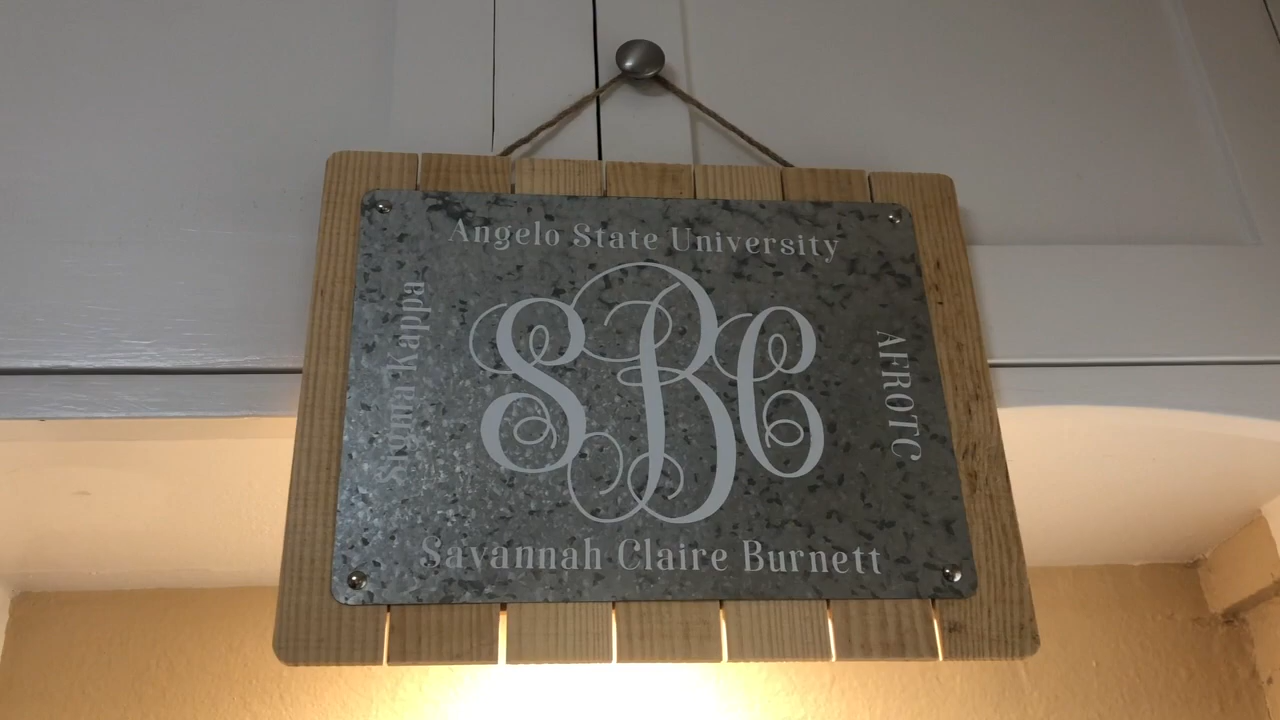 Angelo State University
Sigma Kappa
SBC
AFROTC
Savannah Claire Burnett